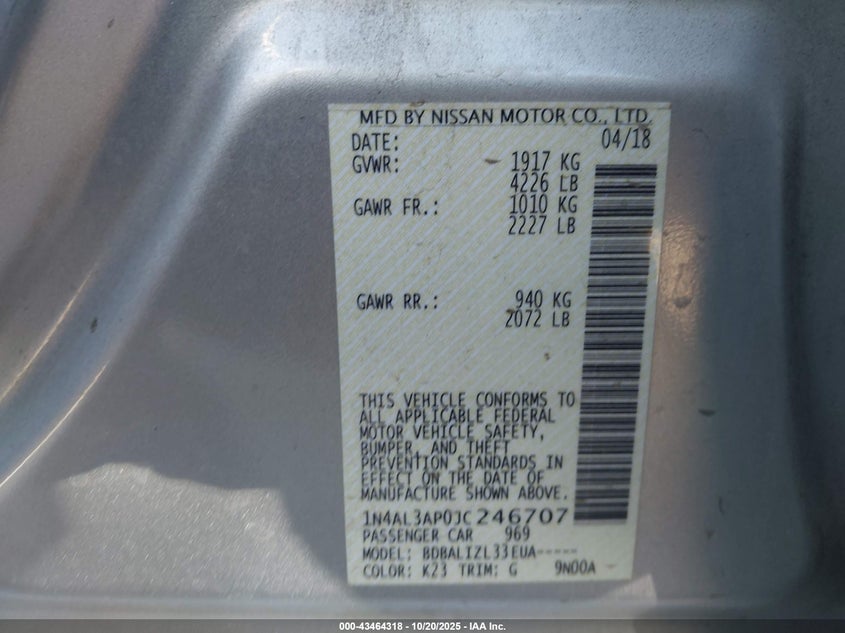 MFD BY NISSAN MOTOR CO., LTD.
DATE: 04/18
GVWR: 1917 KG
4226 LB
GAWR FR.: 1010 KG
2227 LB
GAWR RR.: 940 KG
2072 LB
THIS VEHICLE CONFORMS TO
ALL APPLICABLE FEDERAL
MOTOR VEHICLE SAFETY,
BUMPER, AND THEFT
PREVENTION STANDARDS IN
EFFECT ON THE DATE OF
MANUFACTURE SHOWN ABOVE.
1N4AL3AP0JC246707
PASSENGER CAR 969
MODEL: BDBALIZL33EUA-----
COLOR: K23 TRIM: G 9N00A
000-43464318 - 10/20/2025 - IAA Inc.